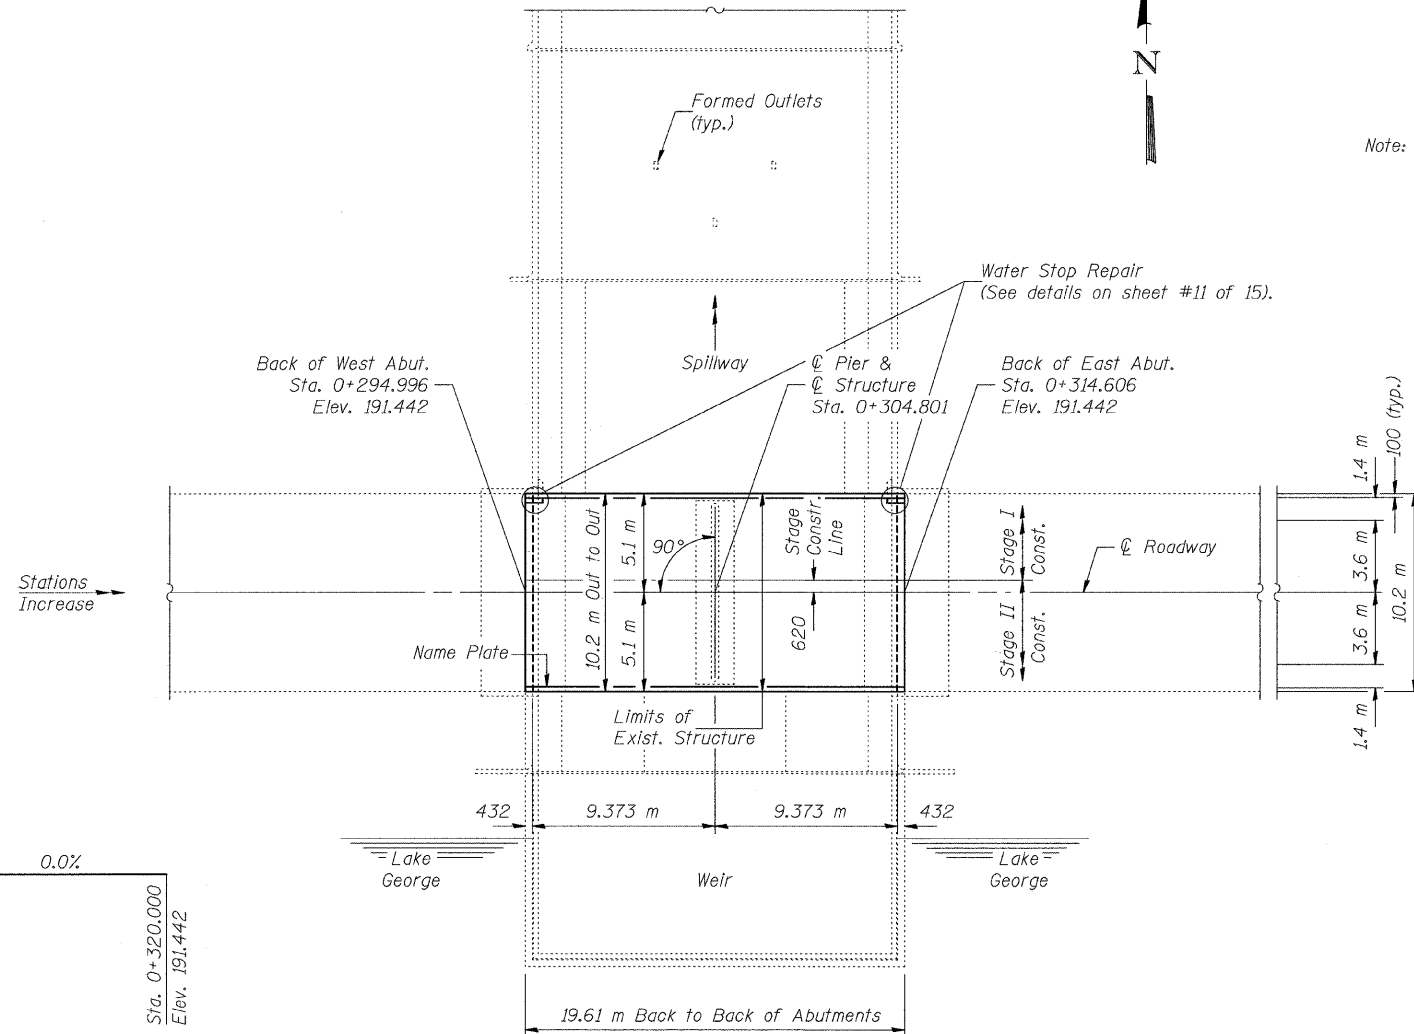 N
Note:
Formed Outlets
(typ.)
Water Stop Repair
(See details on sheet #11 of 15).
Spillway
Back of West Abut.
Sta. 0+294.996
Elev. 191.442
℄ Pier &
℄ Structure
Sta. 0+304.801
Back of East Abut.
Sta. 0+314.606
Elev. 191.442
100 (typ.)
1.4 m
3.6 m
3.6 m
10.2 m
1.4 m
Stations
Increase
10.2 m Out to Out
5.1 m
5.1 m
90°
Stage
Constr.
Line
620
Stage I
Const.
Stage II
Const.
℄ Roadway
Name Plate
Limits of
Exist. Structure
432
9.373 m
9.373 m
432
Lake
George
Weir
Lake
George
0.0%
Sta. 0+320.000
Elev. 191.442
19.61 m Back to Back of Abutments